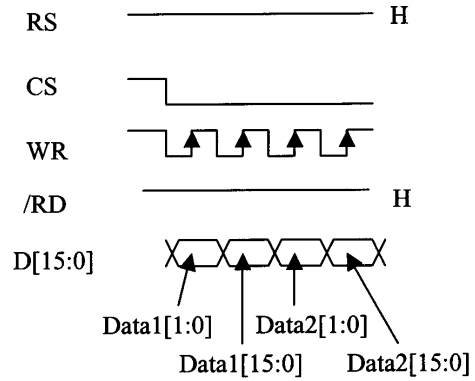 RS H
CS
WR
/RD H
D[15:0]
Data1[1:0] Data2[1:0]
Data1[15:0] Data2[15:0]